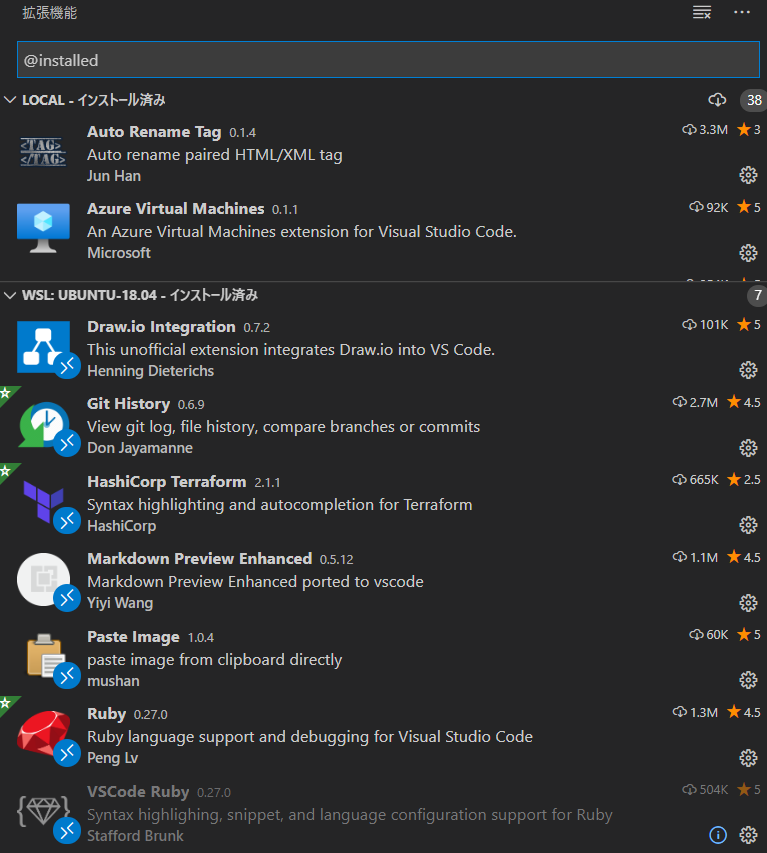 拡張機能
@installed
LOCAL - インストール済み 38
Auto Rename Tag 0.1.4 3.3M 3
<TAG>
</TAG>
Auto rename paired HTML/XML tag
Jun Han
Azure Virtual Machines 0.1.1 92K 5
An Azure Virtual Machines extension for Visual Studio Code.
Microsoft
WSL: UBUNTU-18.04 - インストール済み 7
Draw.io Integration 0.7.2 101K 5
This unofficial extension integrates Draw.io into VS Code.
Henning Dieterichs
Git History 0.6.9 2.7M 4.5
View git log, file history, compare branches or commits
Don Jayamanne
HashiCorp Terraform 2.1.1 665K 2.5
Syntax highlighting and autocompletion for Terraform
HashiCorp
Markdown Preview Enhanced 0.5.12 1.1M 4.5
Markdown Preview Enhanced ported to vscode
Yiyi Wang
Paste Image 1.0.4 60K 5
paste image from clipboard directly
mushan
Ruby 0.27.0 1.3M 4.5
Ruby language support and debugging for Visual Studio Code
Peng Lv
VSCode Ruby 0.27.0 504K 5
Syntax highlighing, snippet, and language configuration support for Ruby
Stafford Brunk